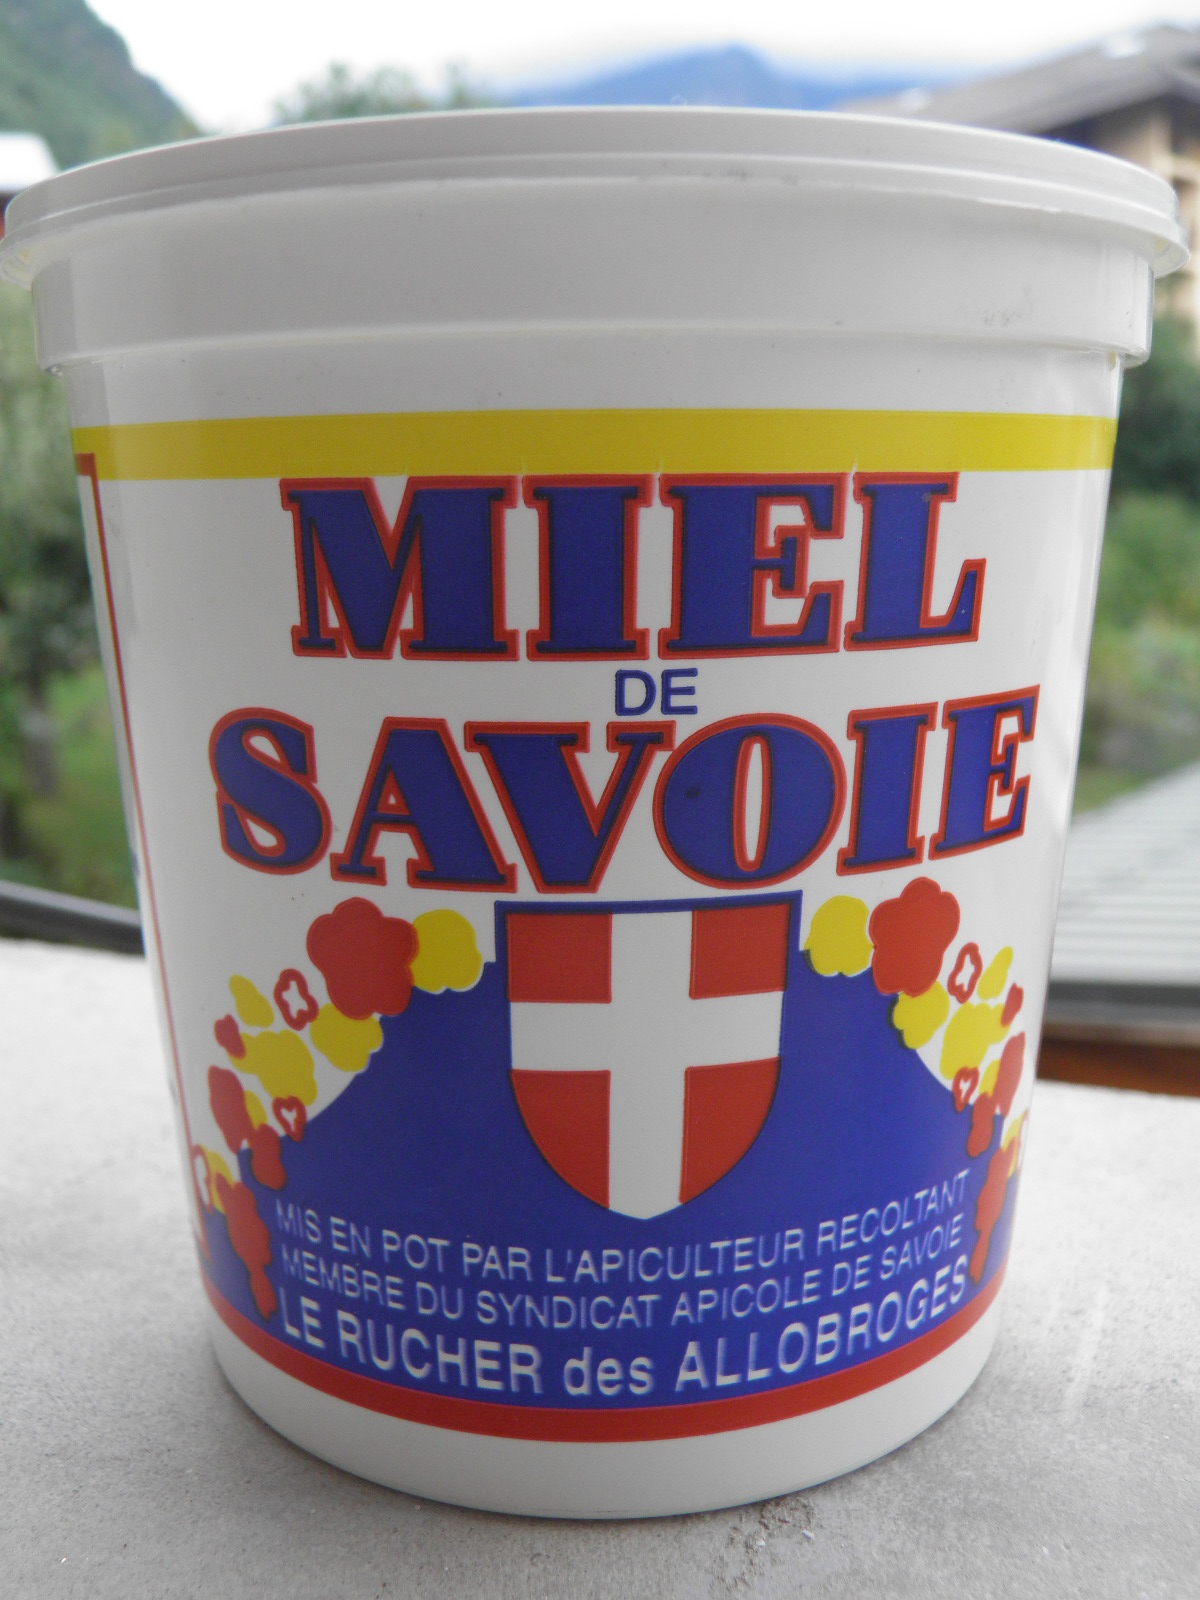 MIEL
DE
SAVOIE
MIS EN POT PAR L'APICULTEUR RECOLTANT
MEMBRE DU SYNDICAT APICOLE DE SAVOIE
LE RUCHER des ALLOBROGES